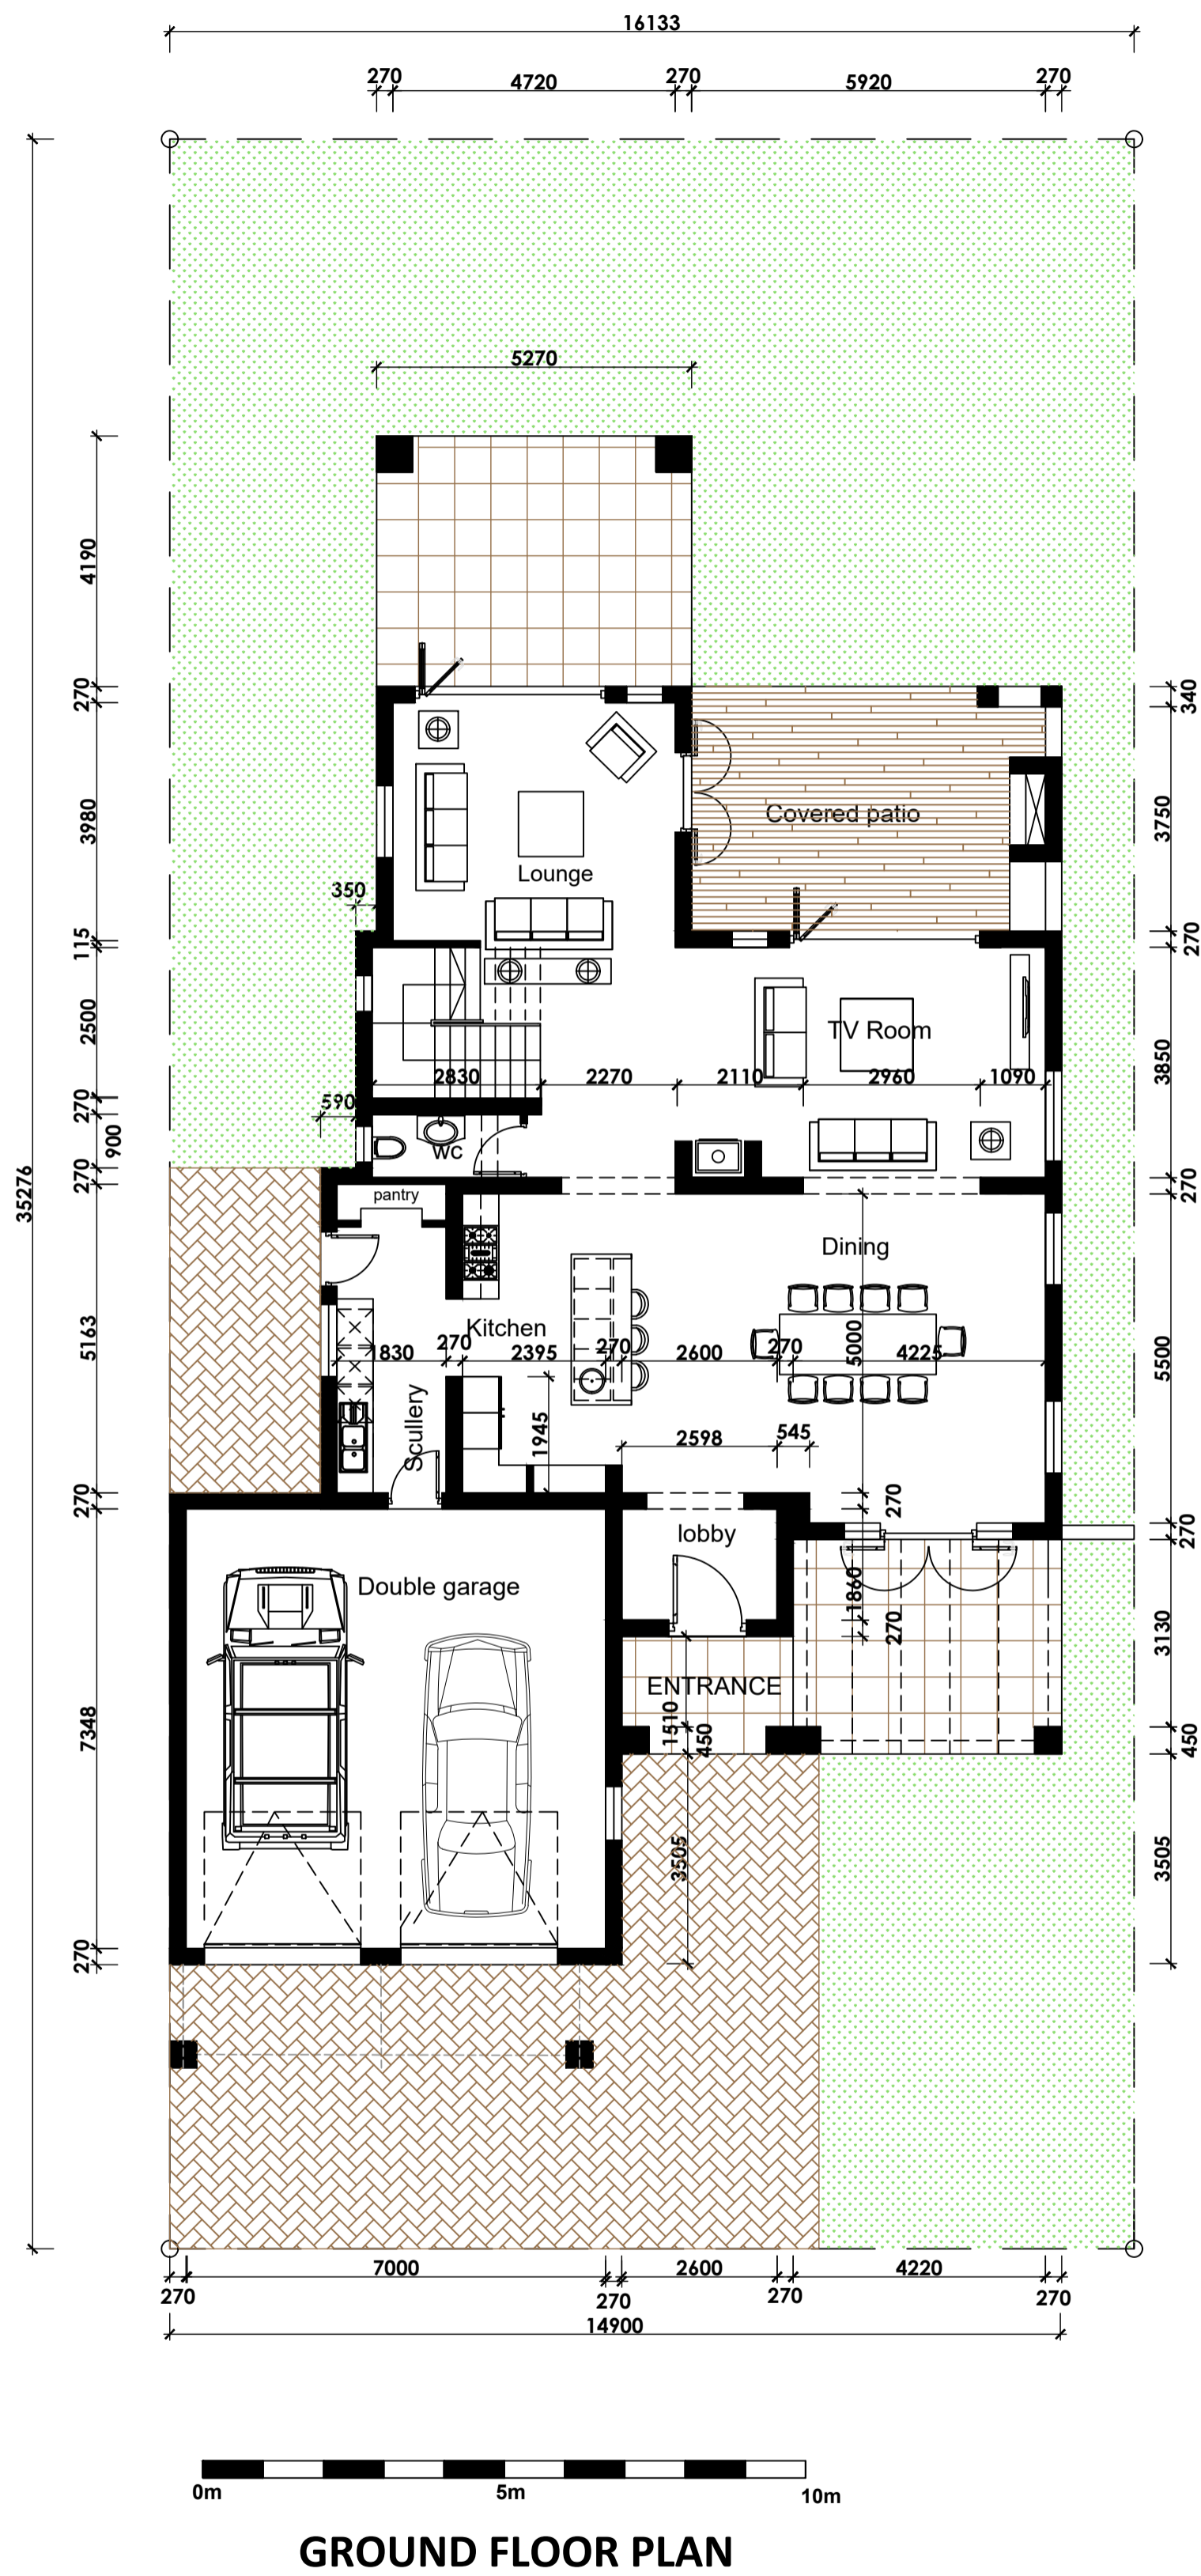 16133
270 4720 270 5920 270
5270
4190
270
340
3980
Covered patio
3750
Lounge
350
115
270
2500
TV Room
3850
2830 2270 2110 2960 1090
270
590
900
wc
270
270
35276
pantry
Dining
5163
Kitchen
5000
5500
1830 270 2395 270 2600 270 4225
Scullery
1945
2598 545
270
270
lobby
270
Double garage
1860
270
3130
ENTRANCE
1510
450
450
7348
3505
3505
270
7000 2600 4220
270 270 270 270
14900
0m 5m 10m
GROUND FLOOR PLAN